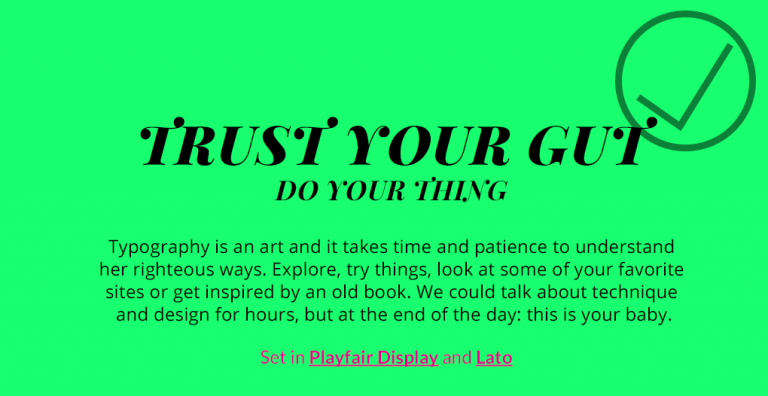 TRUST YOUR GUT
DO YOUR THING
Typography is an art and it takes time and patience to understand
her righteous ways. Explore, try things, look at some of your favorite
sites or get inspired by an old book. We could talk about technique
and design for hours, but at the end of the day: this is your baby.
Set in Playfair Display and Lato